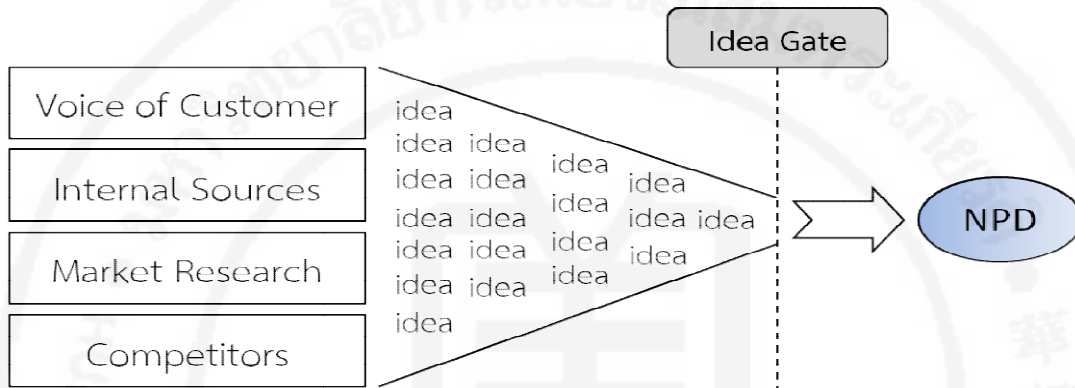 Idea Gate
Voice of Customer
Internal Sources
Market Research
Competitors
idea
idea idea
idea
idea idea idea
idea
idea idea idea idea
idea
idea idea idea
idea
idea idea
idea
NPD